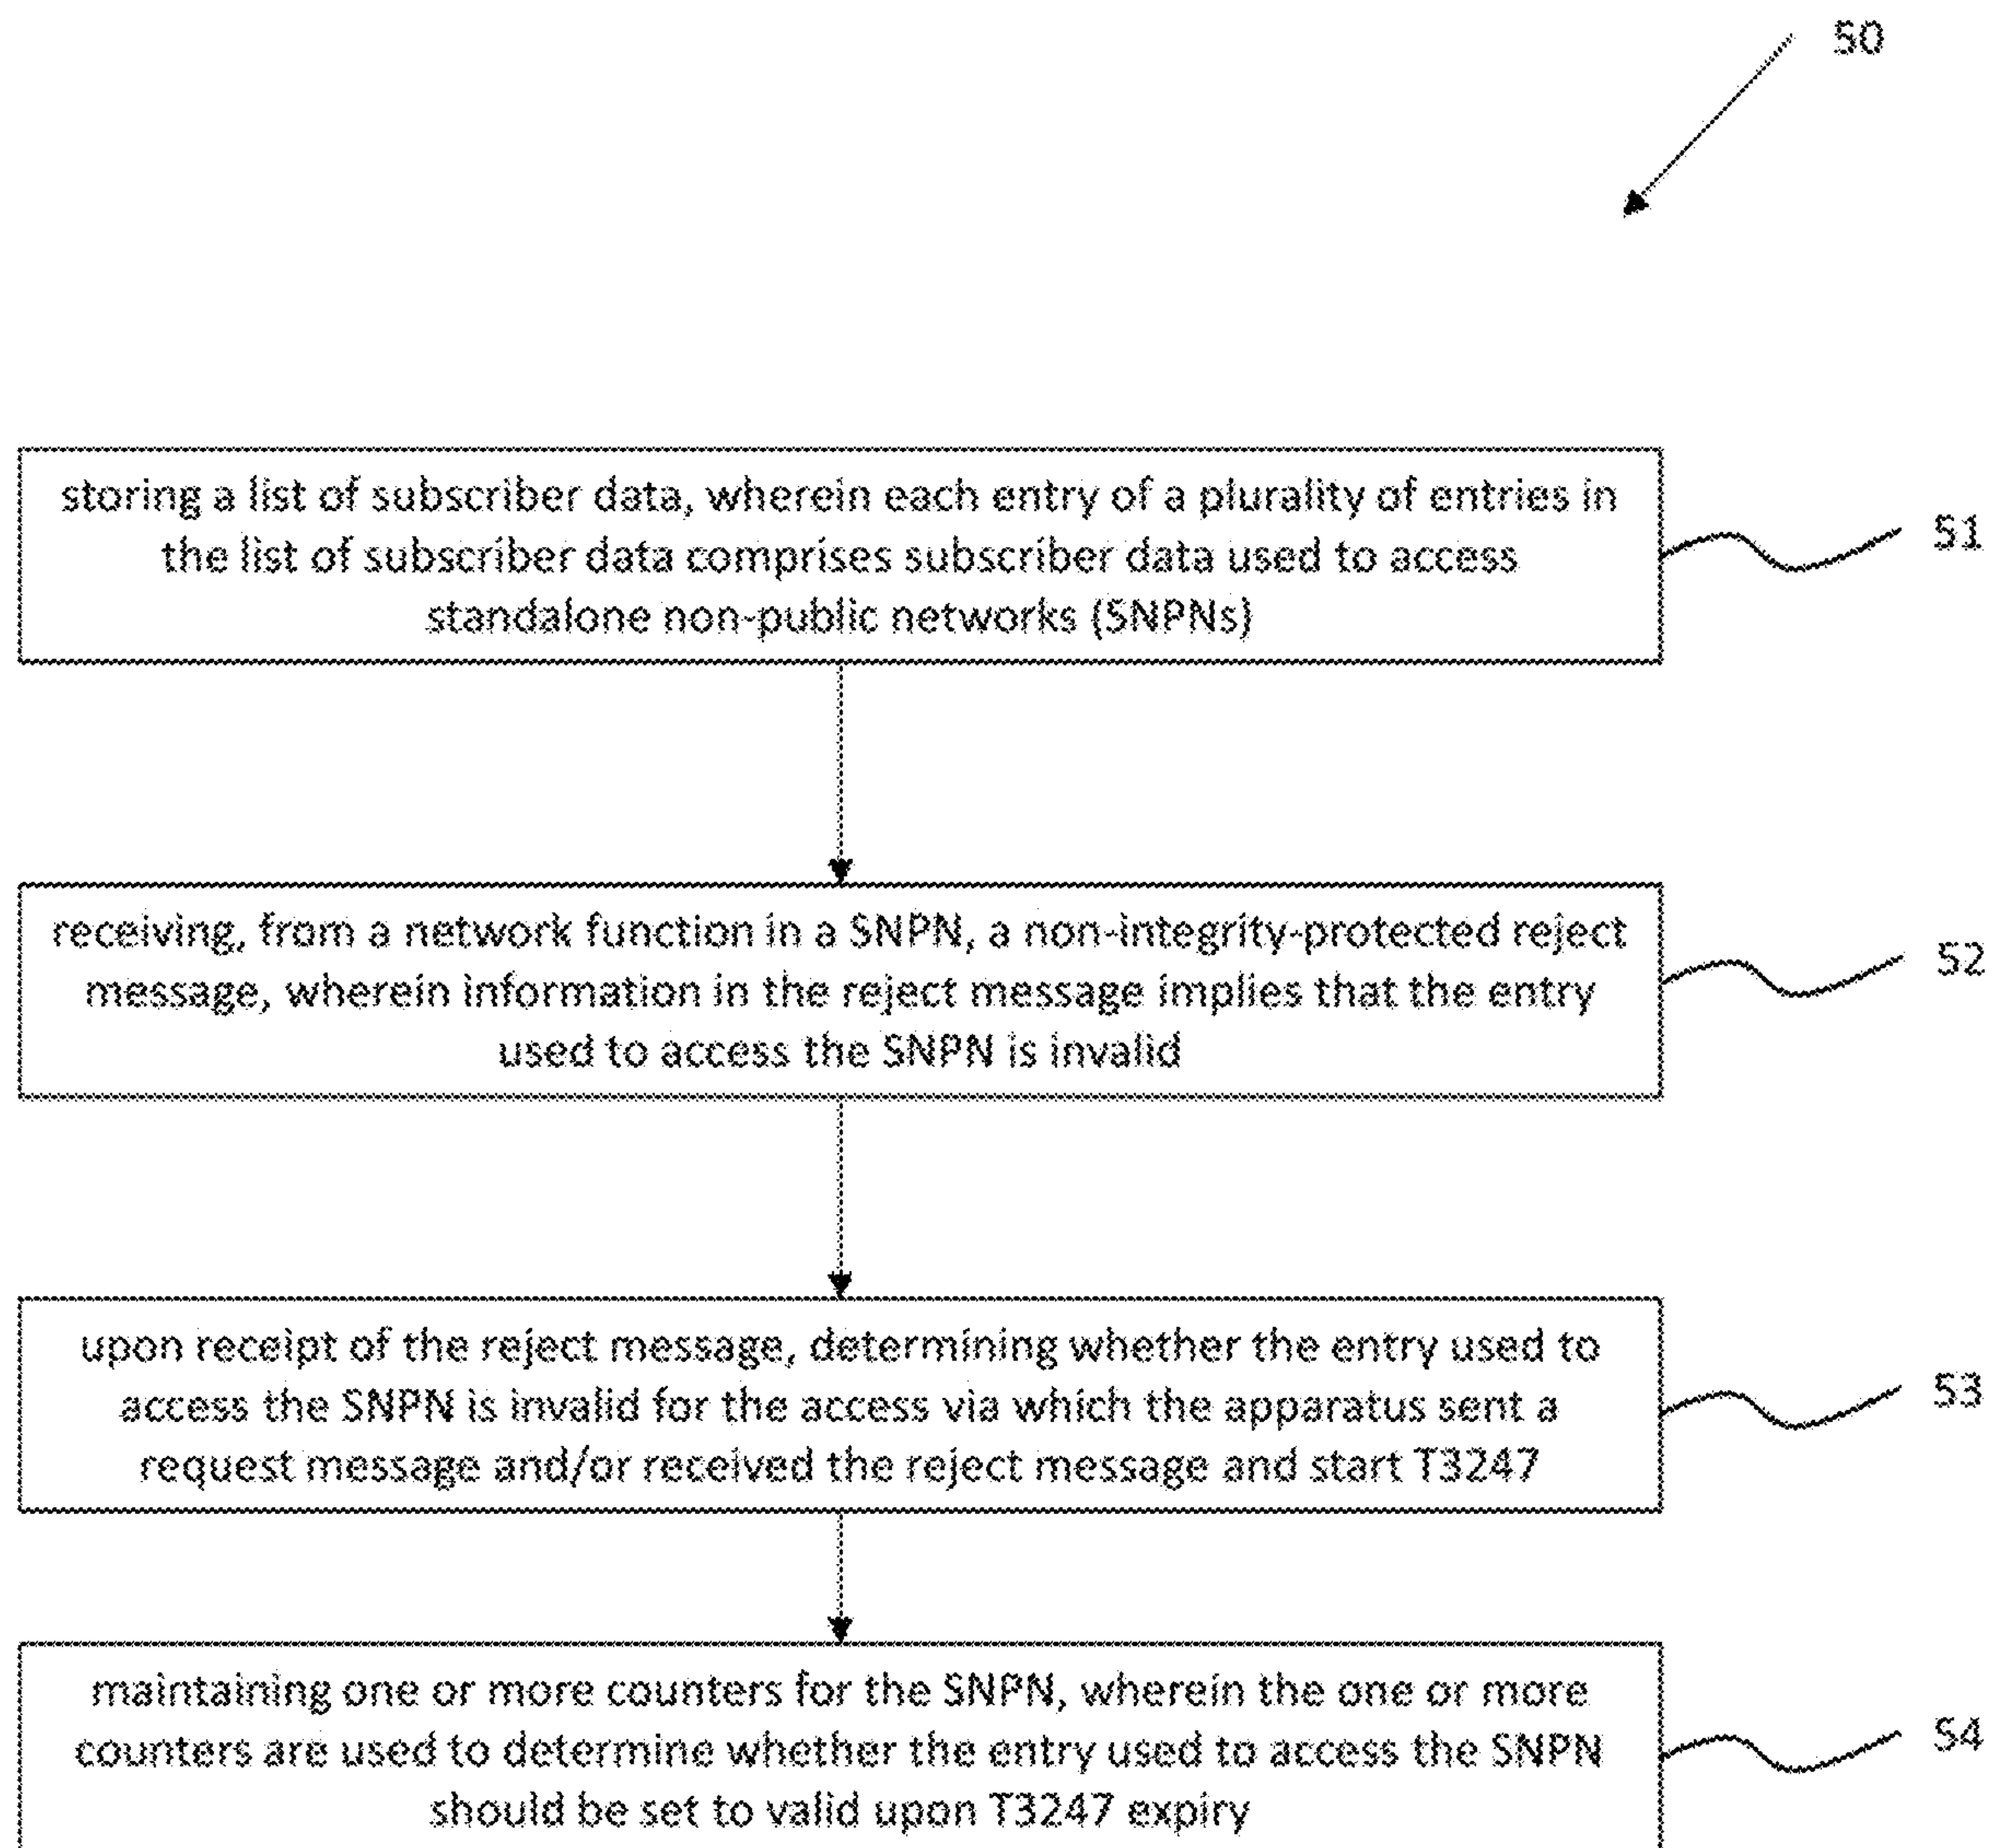 50
storing a list of subscriber data, wherein each entry of a plurality of entries in
the list of subscriber data comprises subscriber data used to access
standalone non-public networks (SNPNs)
51
receiving, from a network function in a SNPN, a non-integrity-protected reject
message, wherein information in the reject message implies that the entry
used to access the SNPN is invalid
52
upon receipt of the reject message, determining whether the entry used to
access the SNPN is invalid for the access via which the apparatus sent a
request message and/or received the reject message and start T3247
53
maintaining one or more counters for the SNPN, wherein the one or more
counters are used to determine whether the entry used to access the SNPN
should be set to valid upon T3247 expiry
54